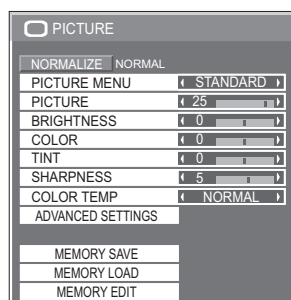 PICTURE
NORMALIZE NORMAL
PICTURE MENU STANDARD
PICTURE 25
BRIGHTNESS 0
COLOR 0
TINT 0
SHARPNESS 5
COLOR TEMP NORMAL
ADVANCED SETTINGS
MEMORY SAVE
MEMORY LOAD
MEMORY EDIT